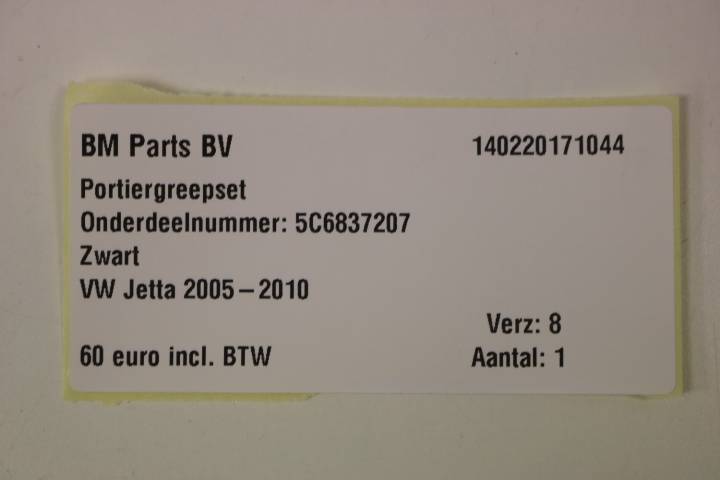 BM Parts BV 140220171044
Portiergreepset
Onderdeelnummer: 5C6837207
Zwart
VW Jetta 2005 – 2010
Verz: 8
60 euro incl. BTW Aantal: 1